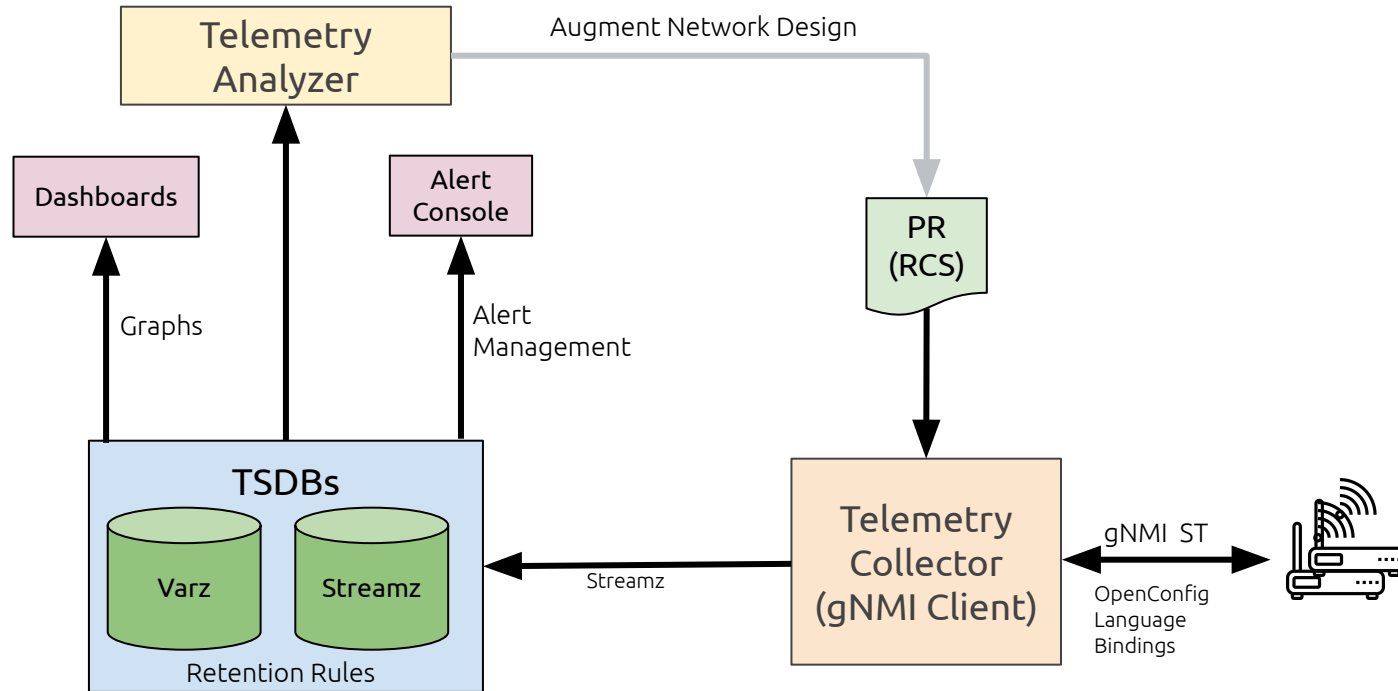 Telemetry
Analyzer
Augment Network Design
Dashboards
Alert
Console
PR
(RCS)
Graphs
Alert
Management
TSDBs
Varz
Streamz
Retention Rules
Streamz
Telemetry
Collector
(gNMI Client)
gNMI ST
OpenConfig
Language
Bindings